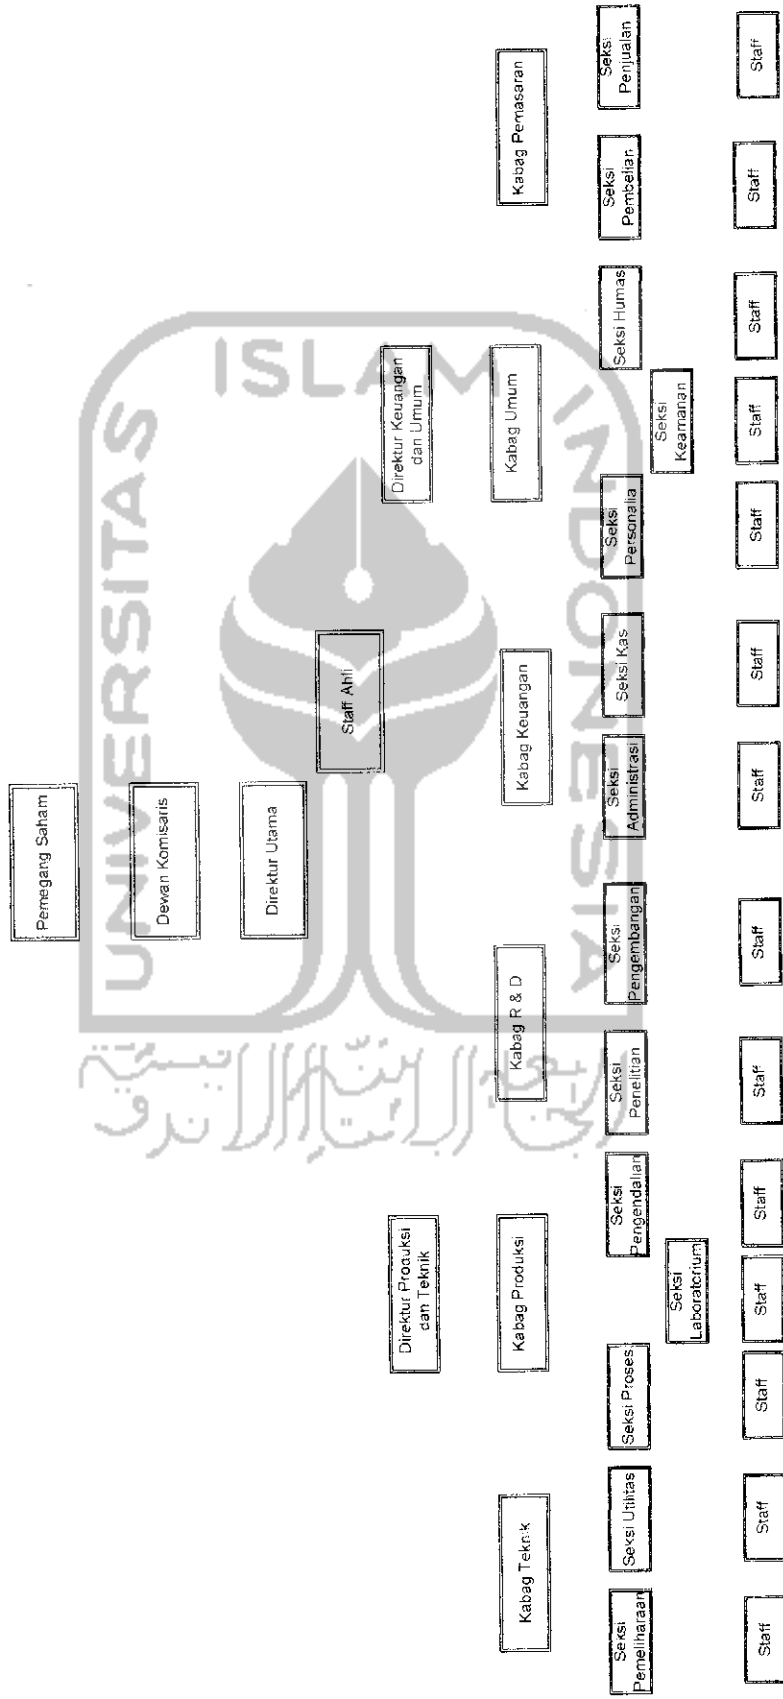 Pemegang Saham
Dewan Komisaris
Direktur Utama
Staff Ahli
Direktur Produksi
dan Teknik
Direktur Keuangan
dan Umum
Kabag Teknik
Kabag Produksi
Kabag R & D
Kabag Keuangan
Kabag Umum
Kabag Pemasaran
Seksi
Pemeliharaan
Seksi Utilitas
Seksi Proses
Seksi
Pengendalian
Seksi
Penelitian
Seksi
Pengembangan
Seksi
Administrasi
Seksi Kas
Seksi
Personalia
Seksi Humas
Seksi
Pembelian
Seksi
Penjualan
Seksi
Laboratorium
Seksi
Keamanan
Staff
Staff
Staff
Staff
Staff
Staff
Staff
Staff
Staff
Staff
Staff
Staff
Staff
Staff
UNIVERSITAS
ISLAM
INDONESIA